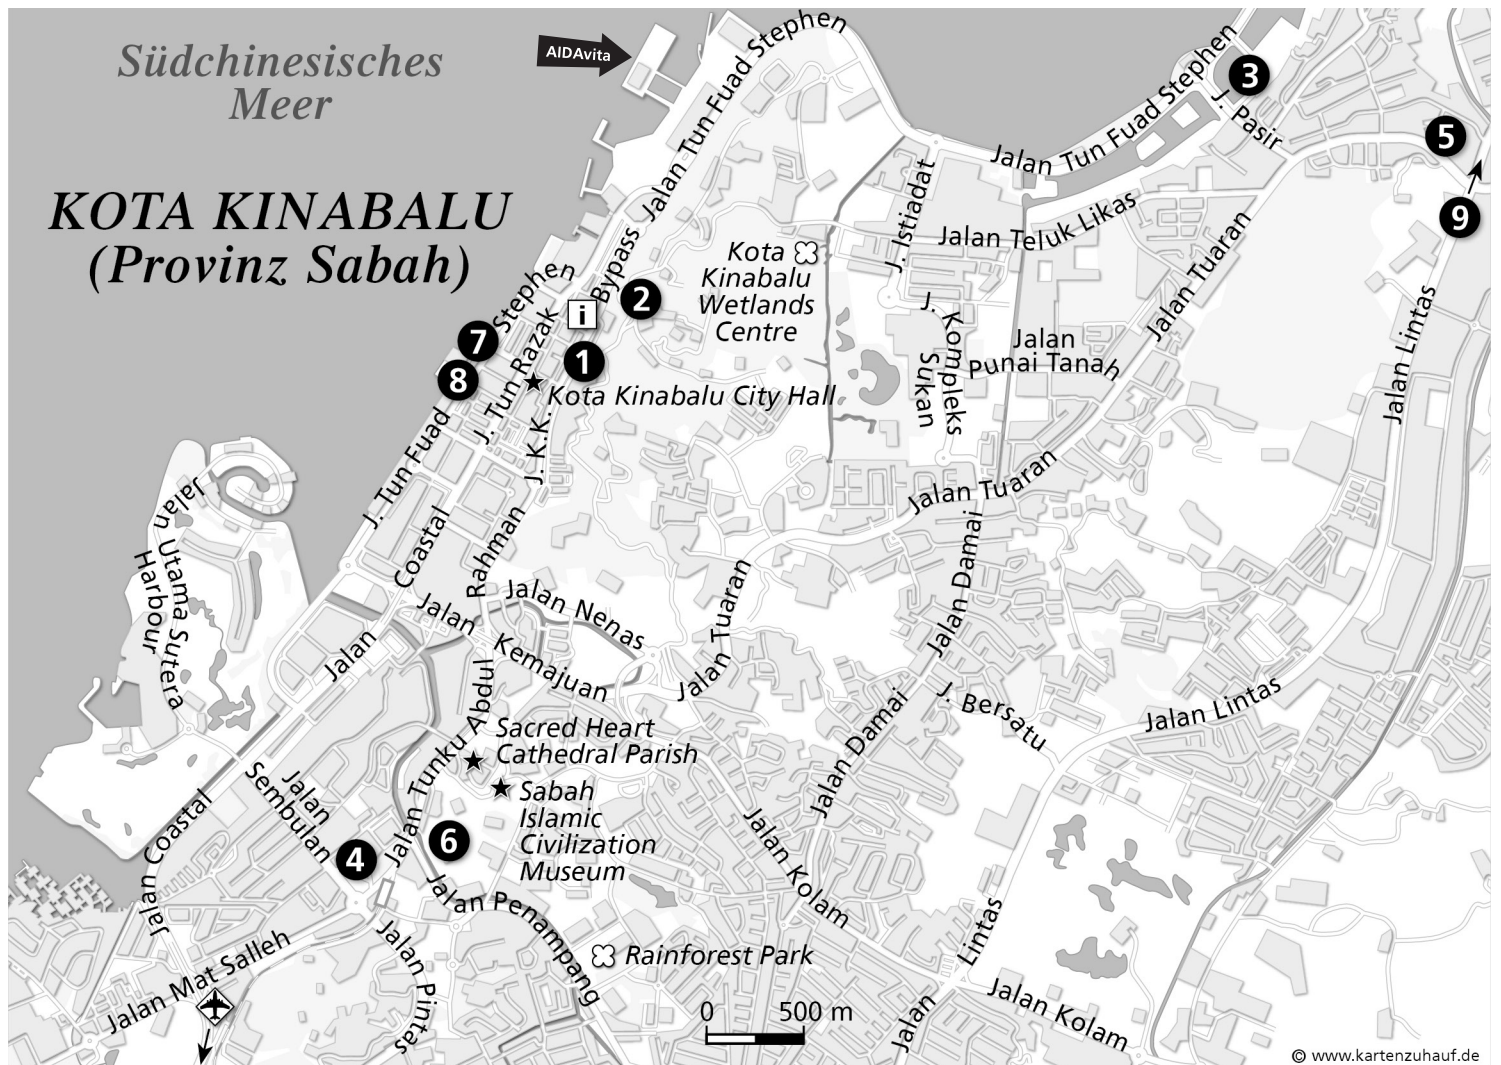 Südchinesisches
Meer
KOTA KINABALU
(Provinz Sabah)
AIDAvita
Jalan Tun Fuad Stephen
Jalan Tun Fuad Stephen
3
J. Pasir
5
9
J. Istiadat
Jalan Teluk Likas
Jalan Tuaran
Jalan Lintas
Kota
Kinabalu
Wetlands
Centre
J. Kompleks
Sukan
Jalan
Punai Tanah
Bypass
i
2
1
7
8
J. Tun Fuad
Stephen
J. Tun Razak
Kota Kinabalu City Hall
J. K.K.
Jalan
Coastal
Jalan
Utama Sutera
Harbour
Jalan Tunku Abdul
Rahman
Jalan Nenas
Jalan
Kemajuan
Jalan Tuaran
Jalan Tuaran
Jalan Damai
Jalan Damai
J. Bersatu
Jalan Lintas
Sacred Heart
Cathedral Parish
Sabah
Islamic
Civilization
Museum
Jalan
Sembulan
4
6
Jalan Coastal
Jalan Mat Salleh
Jalan Pintas
Jalan Penampang
Jalan Kolam
Rainforest Park
0 500 m
Jalan
Lintas
Jalan Kolam
© www.kartenzuhauf.de